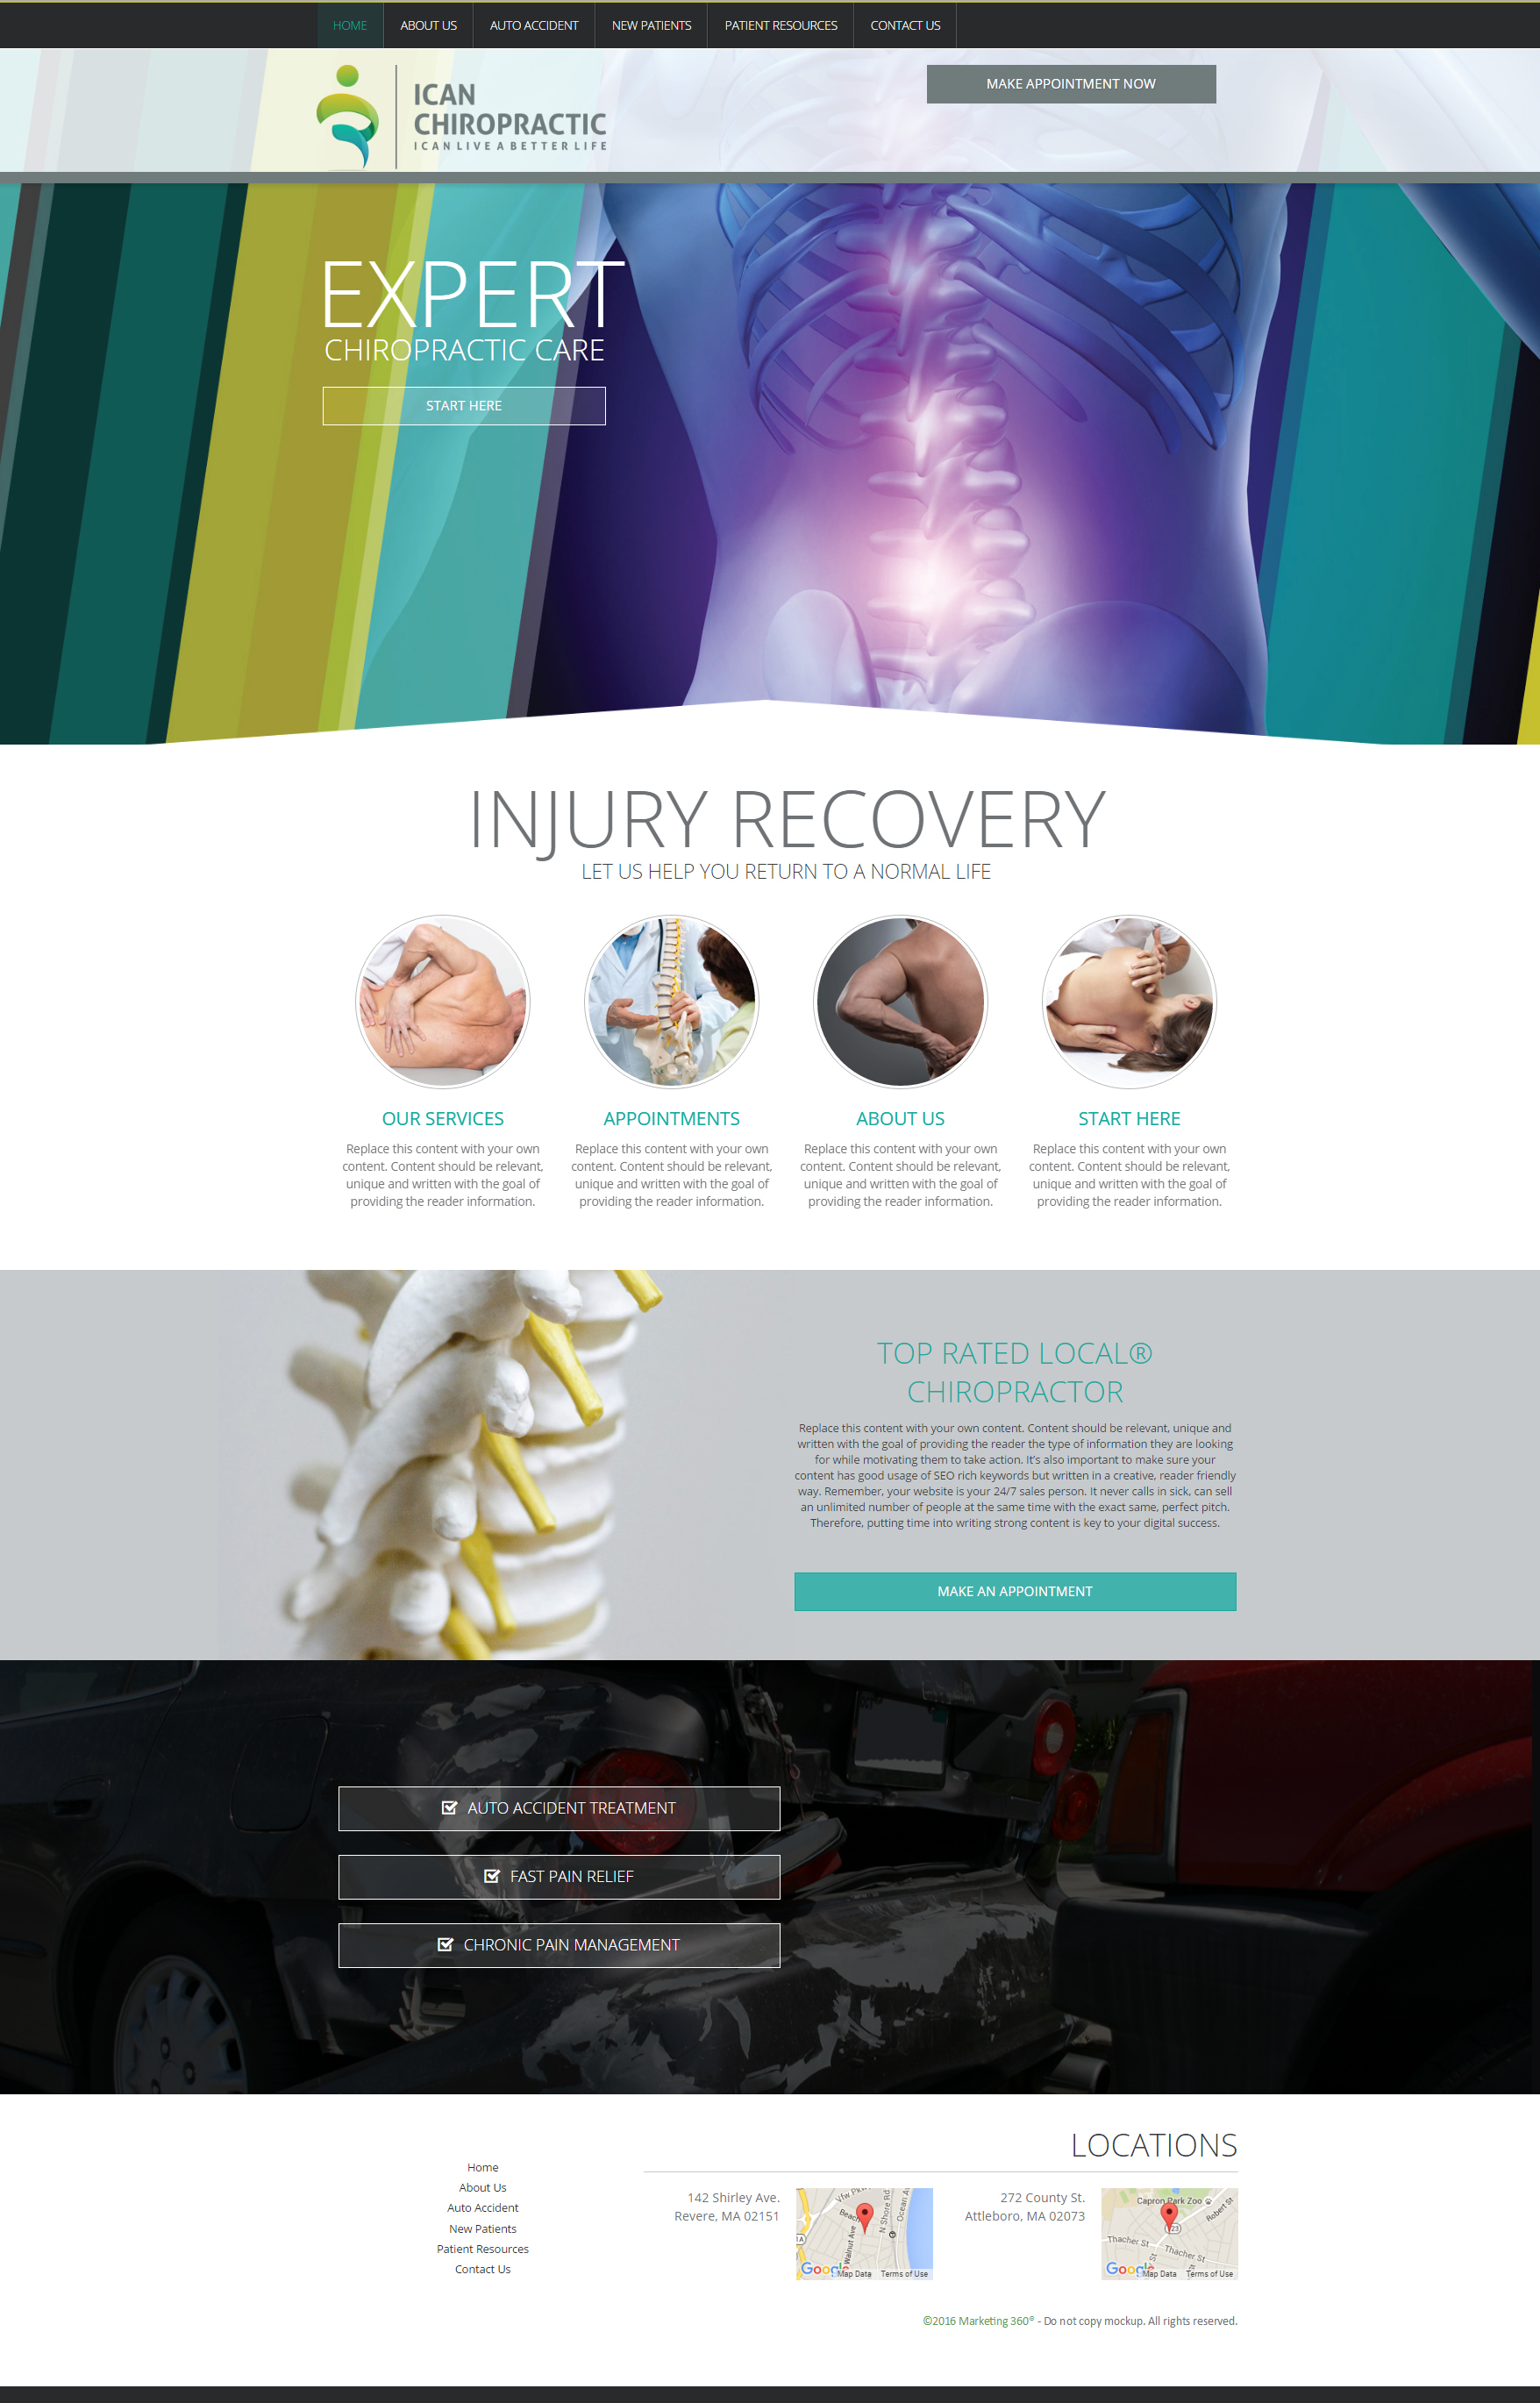 HOME
ABOUT US
AUTO ACCIDENT
NEW PATIENTS
PATIENT RESOURCES
CONTACT US
ICAN
CHIROPRACTIC
I CAN LIVE A BETTER LIFE
MAKE APPOINTMENT NOW
EXPERT
CHIROPRACTIC CARE
START HERE
INJURY RECOVERY
LET US HELP YOU RETURN TO A NORMAL LIFE
OUR SERVICES
Replace this content with your own
content. Content should be relevant,
unique and written with the goal of
providing the reader information.
APPOINTMENTS
Replace this content with your own
content. Content should be relevant,
unique and written with the goal of
providing the reader information.
ABOUT US
Replace this content with your own
content. Content should be relevant,
unique and written with the goal of
providing the reader information.
START HERE
Replace this content with your own
content. Content should be relevant,
unique and written with the goal of
providing the reader information.
TOP RATED LOCAL®
CHIROPRACTOR
Replace this content with your own content. Content should be relevant, unique and
written with the goal of providing the reader the type of information they are looking
for while motivating them to take action. It's also important to make sure your
content has good usage of SEO rich keywords but written in a creative, reader friendly
way. Remember, your website is your 24/7 sales person. It never calls in sick, can sell
an unlimited number of people at the same time with the exact same, perfect pitch.
Therefore, putting time into writing strong content is key to your digital success.
MAKE AN APPOINTMENT
AUTO ACCIDENT TREATMENT
FAST PAIN RELIEF
CHRONIC PAIN MANAGEMENT
Home
About Us
Auto Accident
New Patients
Patient Resources
Contact Us
LOCATIONS
142 Shirley Ave.
Revere, MA 02151
Vfw Pkw
Beach
Walnut Ave
N Shore Rd
Ocean A
1A
Google
Map Data
Terms of Use
272 County St.
Attleboro, MA 02073
Capron Park Zoo
Robert St
123
Thacher St
Thacher St
St
Google
Map Data
Terms of Use
©2016 Marketing 360® - Do not copy mockup. All rights reserved.